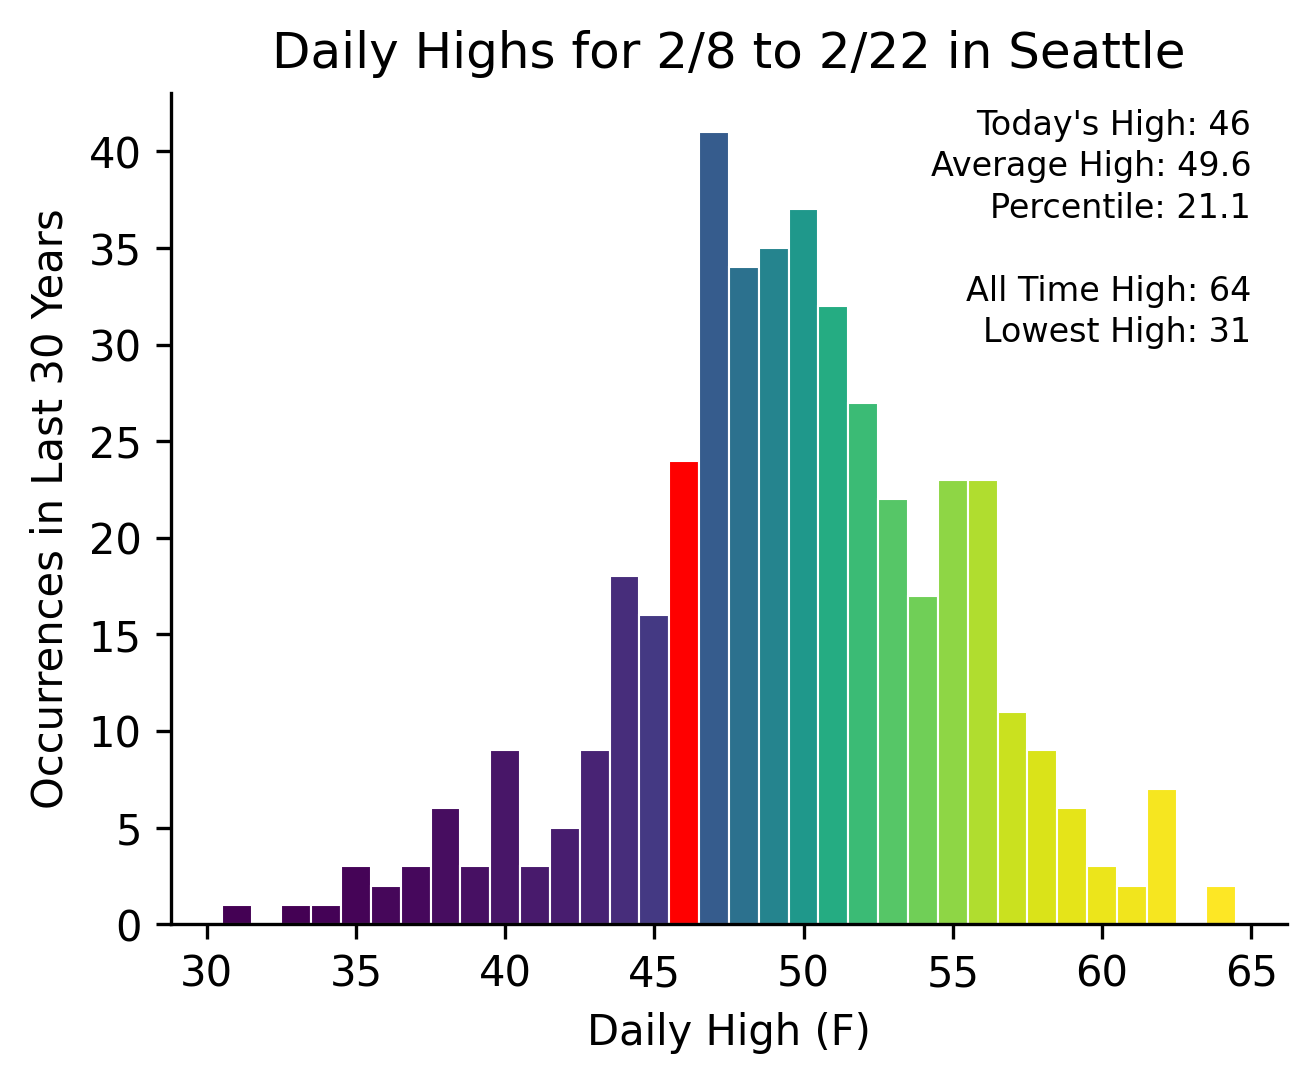 Daily Highs for 2/8 to 2/22 in Seattle
Today's High: 46
Average High: 49.6
Percentile: 21.1
All Time High: 64
Lowest High: 31
Occurrences in Last 30 Years
40
35
30
25
20
15
10
5
0
30 35 40 45 50 55 60 65
Daily High (F)